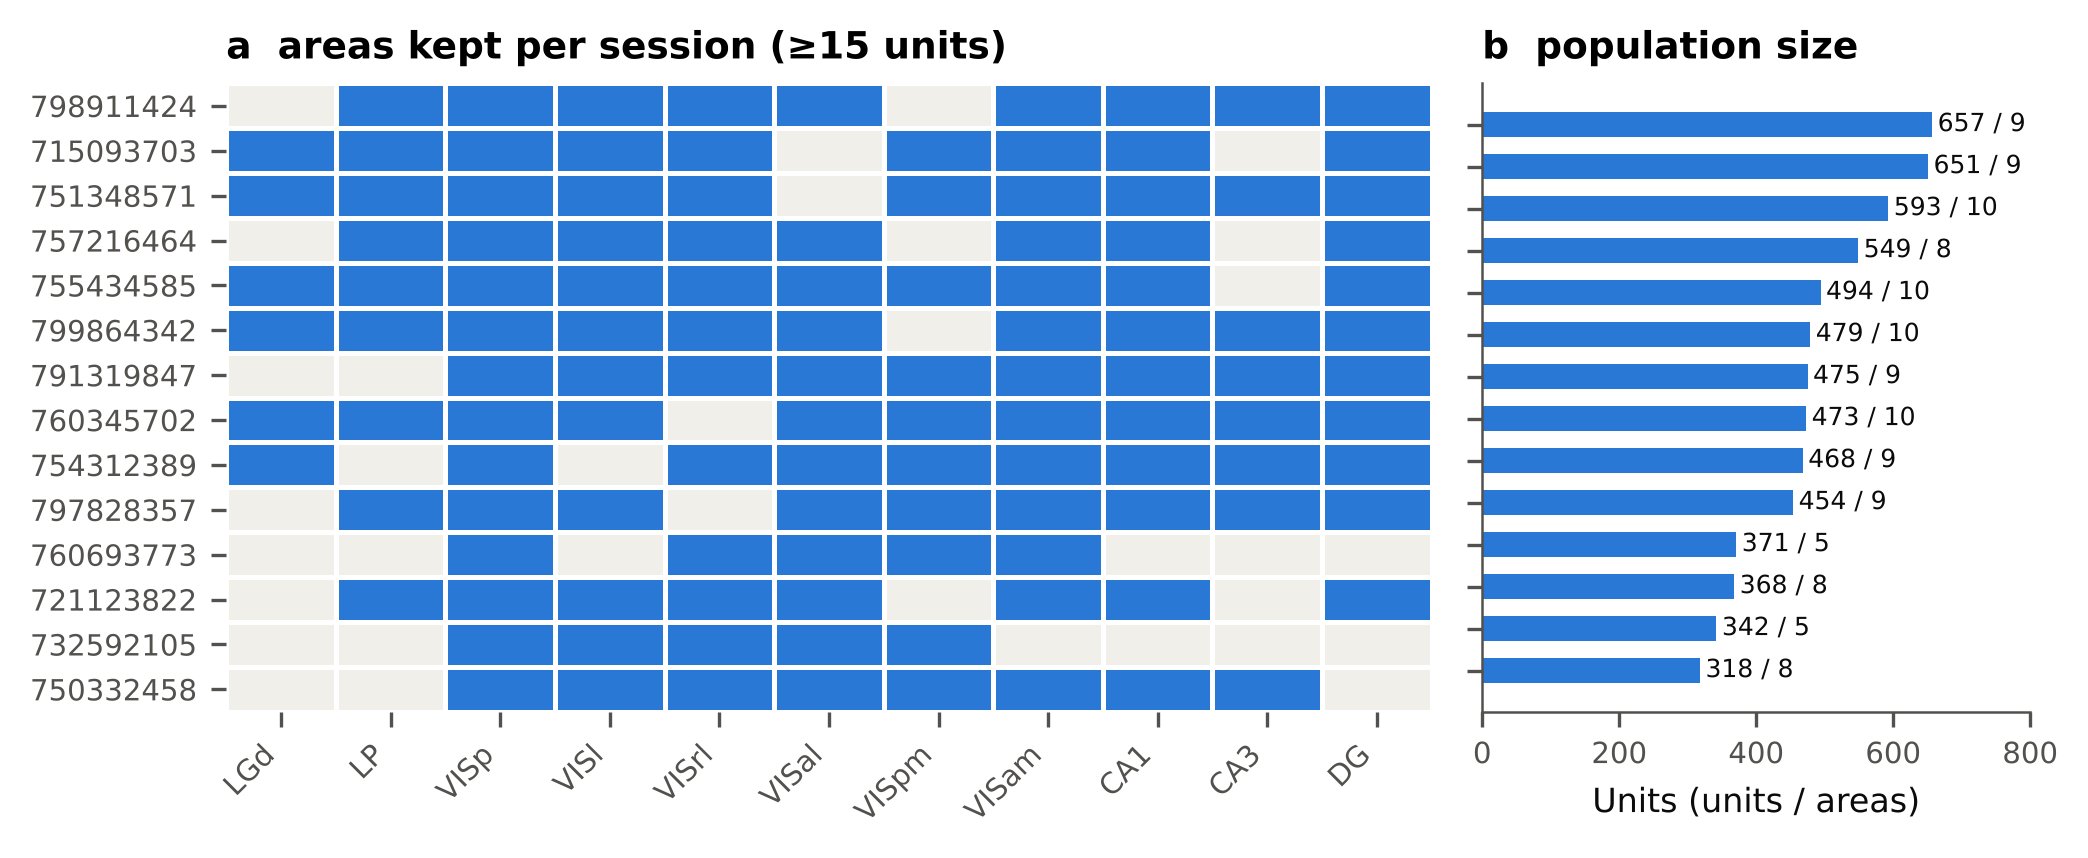 a areas kept per session (≥15 units)
798911424
715093703
751348571
757216464
755434585
799864342
791319847
760345702
754312389
797828357
760693773
721123822
732592105
750332458
LGd
LP
VISp
VISl
VISrl
VISal
VISpm
VISam
CA1
CA3
DG
b population size
657 / 9
651 / 9
593 / 10
549 / 8
494 / 10
479 / 10
475 / 9
473 / 10
468 / 9
454 / 9
371 / 5
368 / 8
342 / 5
318 / 8
0 200 400 600 800
Units (units / areas)